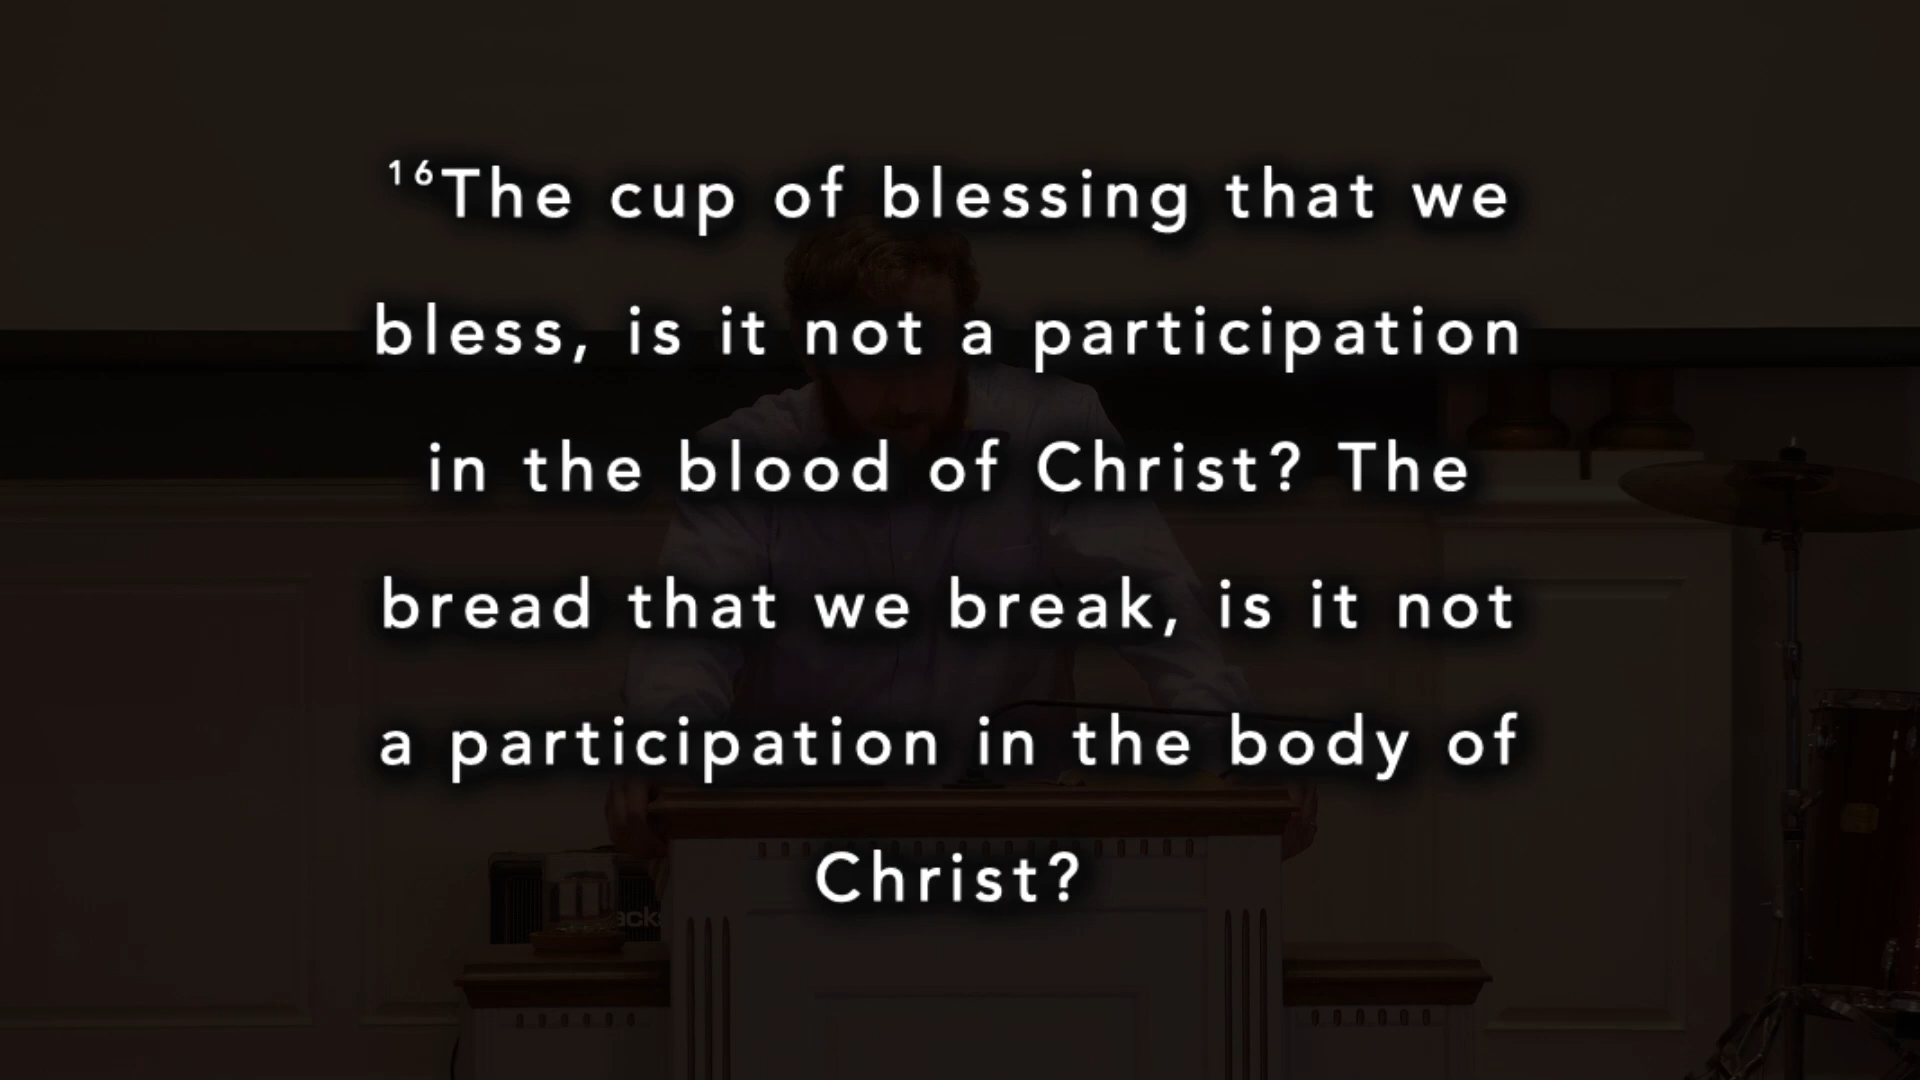 ¹⁶The cup of blessing that we
bless, is it not a participation
in the blood of Christ? The
bread that we break, is it not
a participation in the body of
Christ?